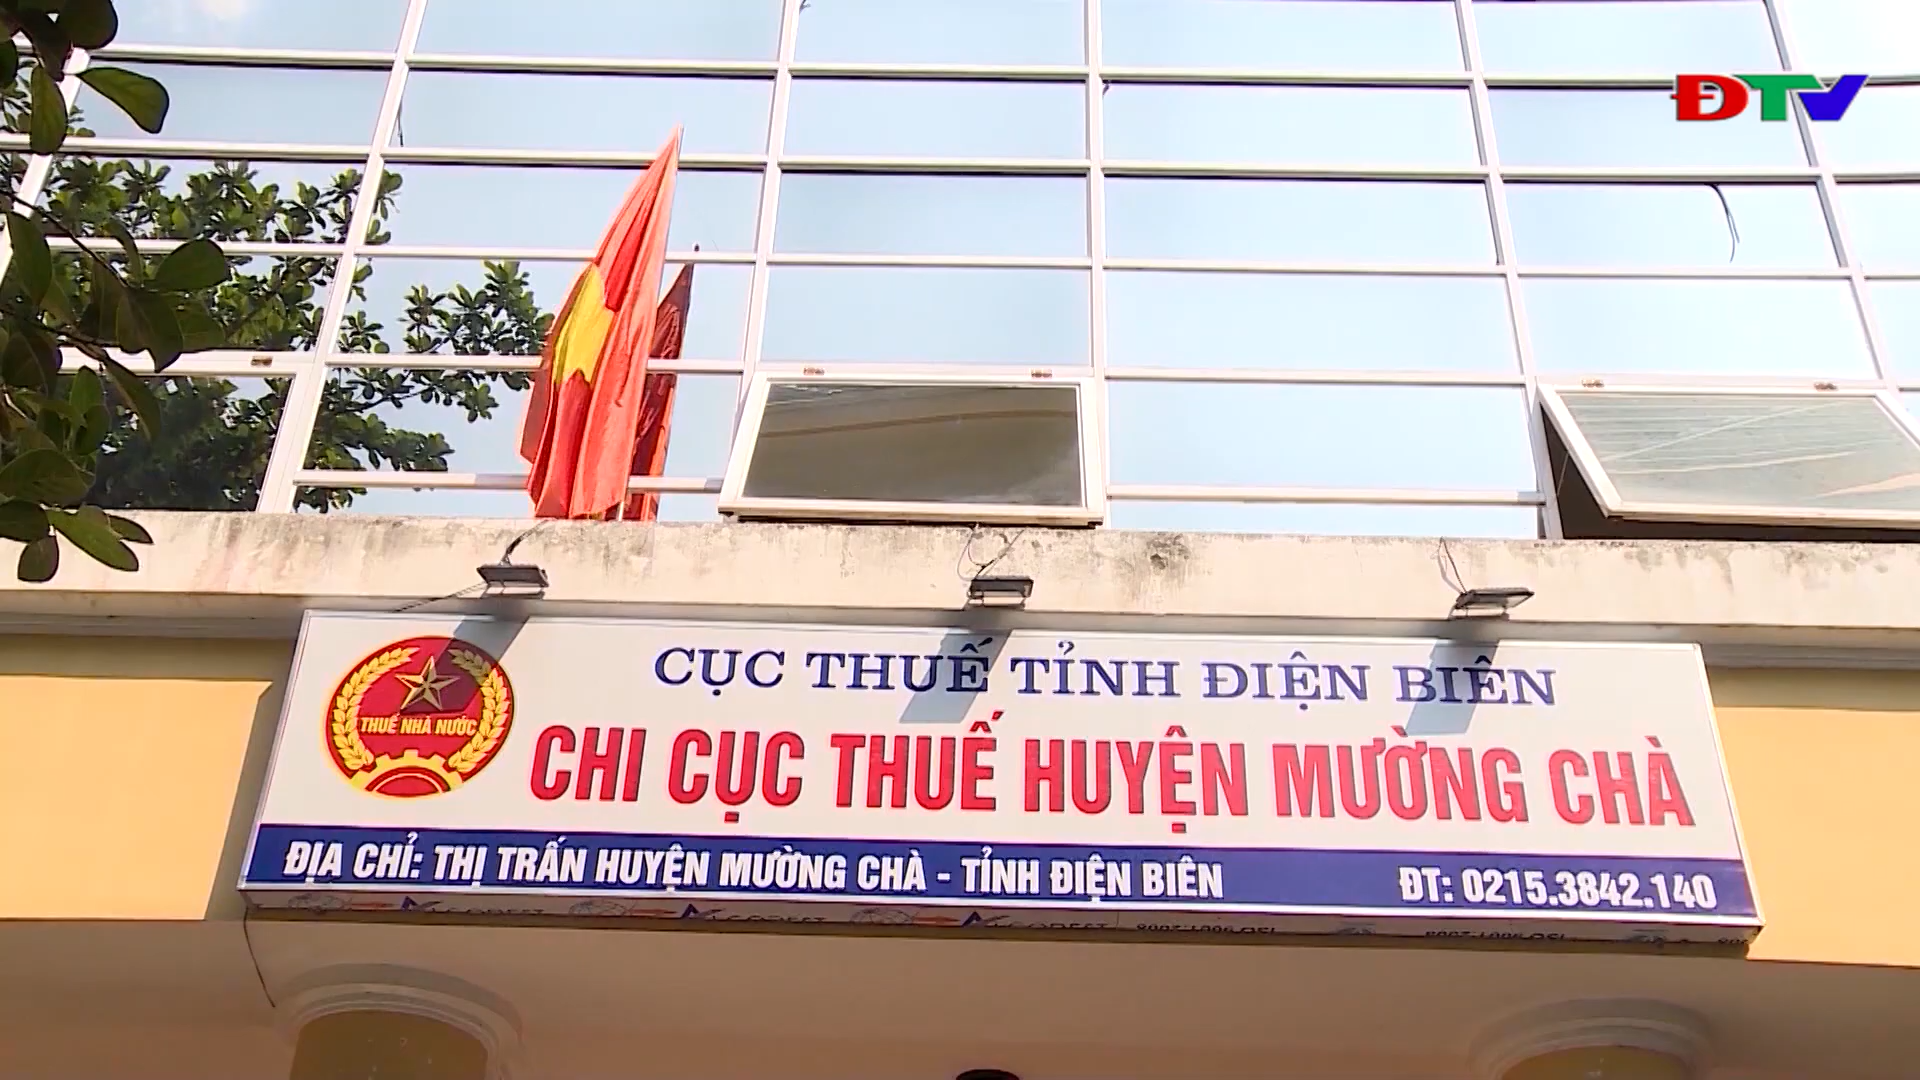 ĐTV
CỤC THUẾ TỈNH ĐIỆN BIÊN
THUẾ NHÀ NƯỚC
CHI CỤC THUẾ HUYỆN MƯỜNG CHÀ
ĐỊA CHỈ: THỊ TRẤN HUYỆN MƯỜNG CHÀ - TỈNH ĐIỆN BIÊN
ĐT: 0215.3842.140